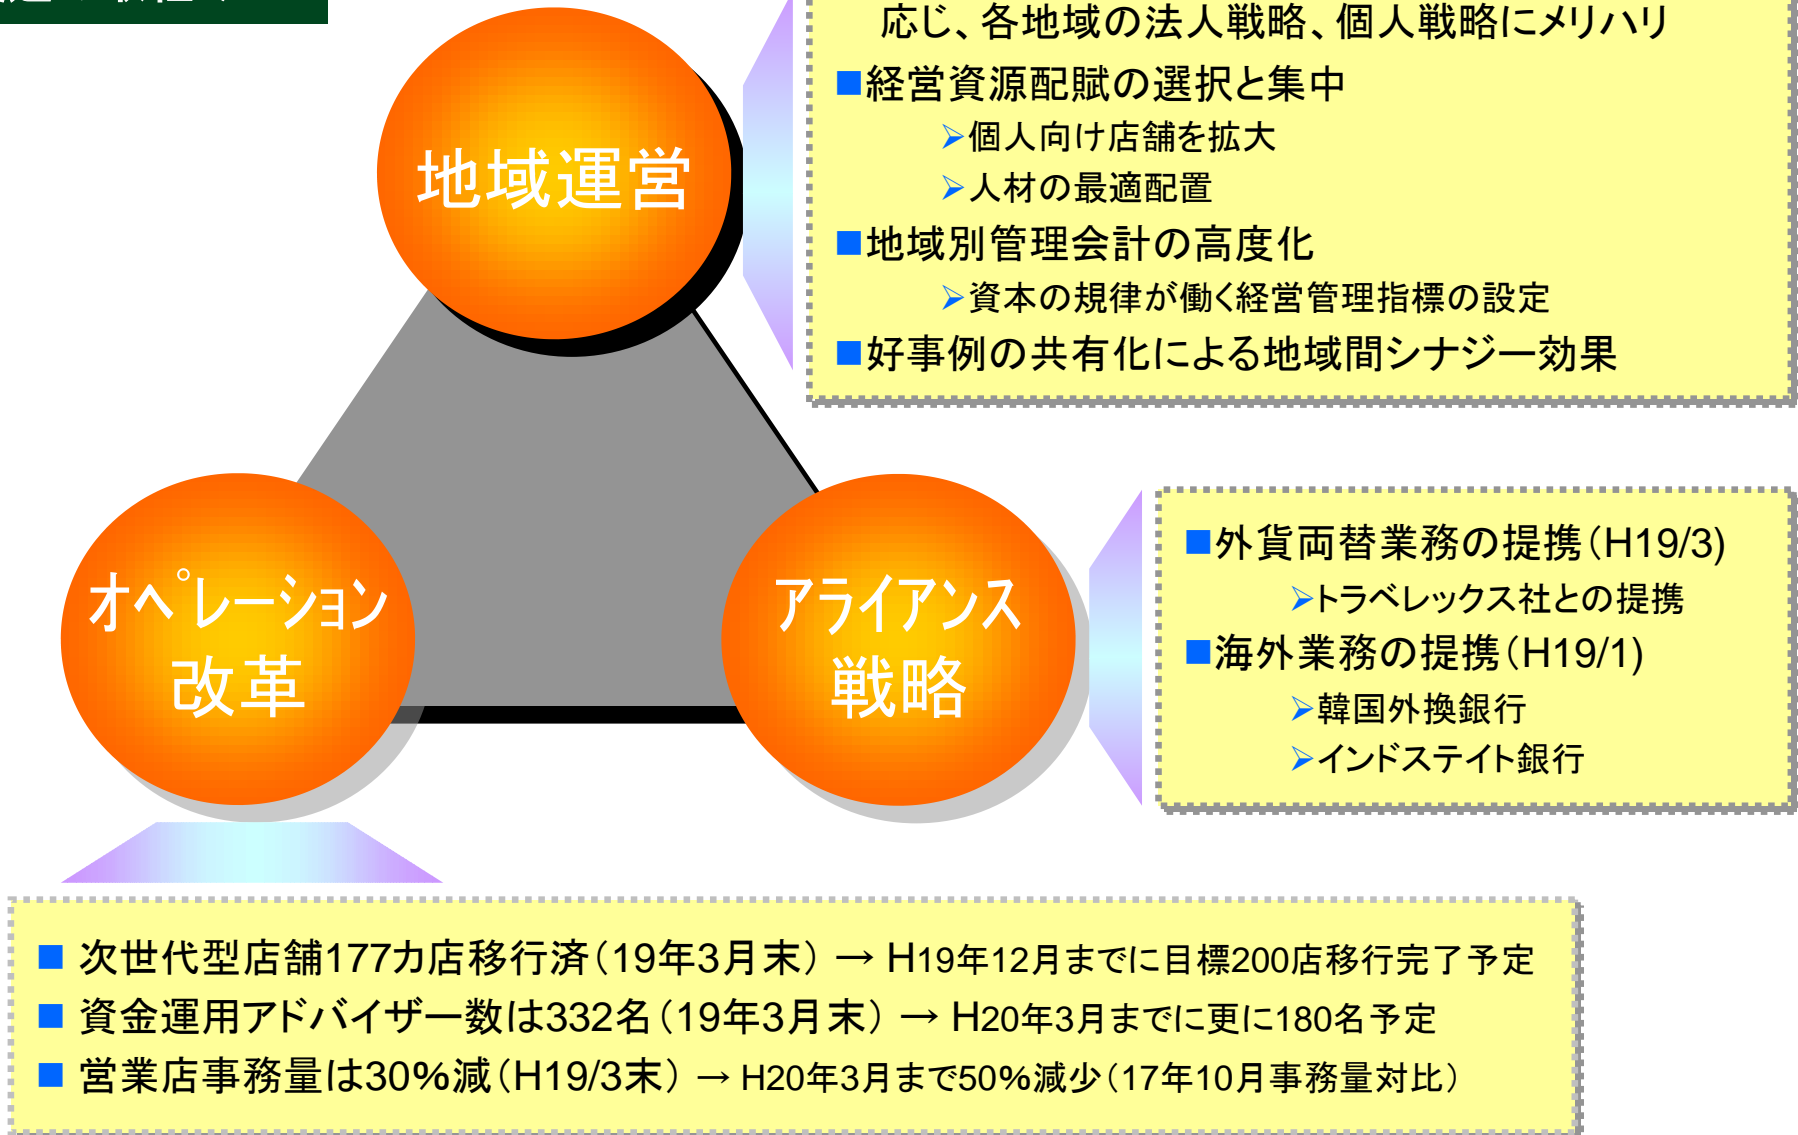 地域運営
応じ、各地域の法人戦略、個人戦略にメリハリ
■経営資源配賦の選択と集中
➢個人向け店舗を拡大
➢人材の最適配置
■地域別管理会計の高度化
➢資本の規律が働く経営管理指標の設定
■好事例の共有化による地域間シナジー効果
オペレーション
改革
アライアンス
戦略
■外貨両替業務の提携（H19/3)
➢トラベレックス社との提携
■海外業務の提携（H19/1)
➢韓国外換銀行
➢インドステイト銀行
■ 次世代型店舗177カ店移行済（19年3月末）→ H19年12月までに目標200店移行完了予定
■ 資金運用アドバイザー数は332名（19年3月末）→ H20年3月までに更に180名予定
■ 営業店事務量は30%減（H19/3末）→ H20年3月まで50%減少（17年10月事務量対比）